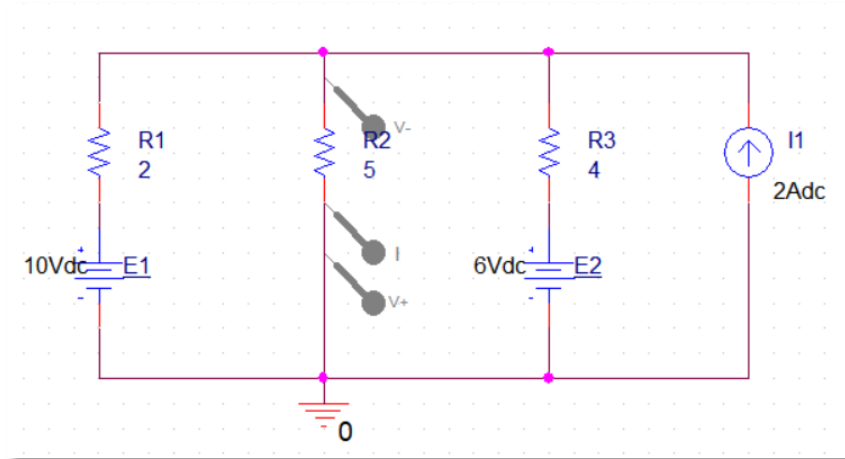 V-
R1
2
R2
5
R3
4
I1
2Adc
I
10Vdc
+
E1
-
6Vdc
+
E2
-
V+
0